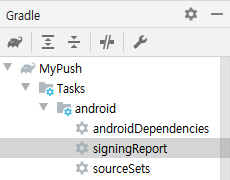 Gradle
MyPush
Tasks
android
androidDependencies
signingReport
sourceSets